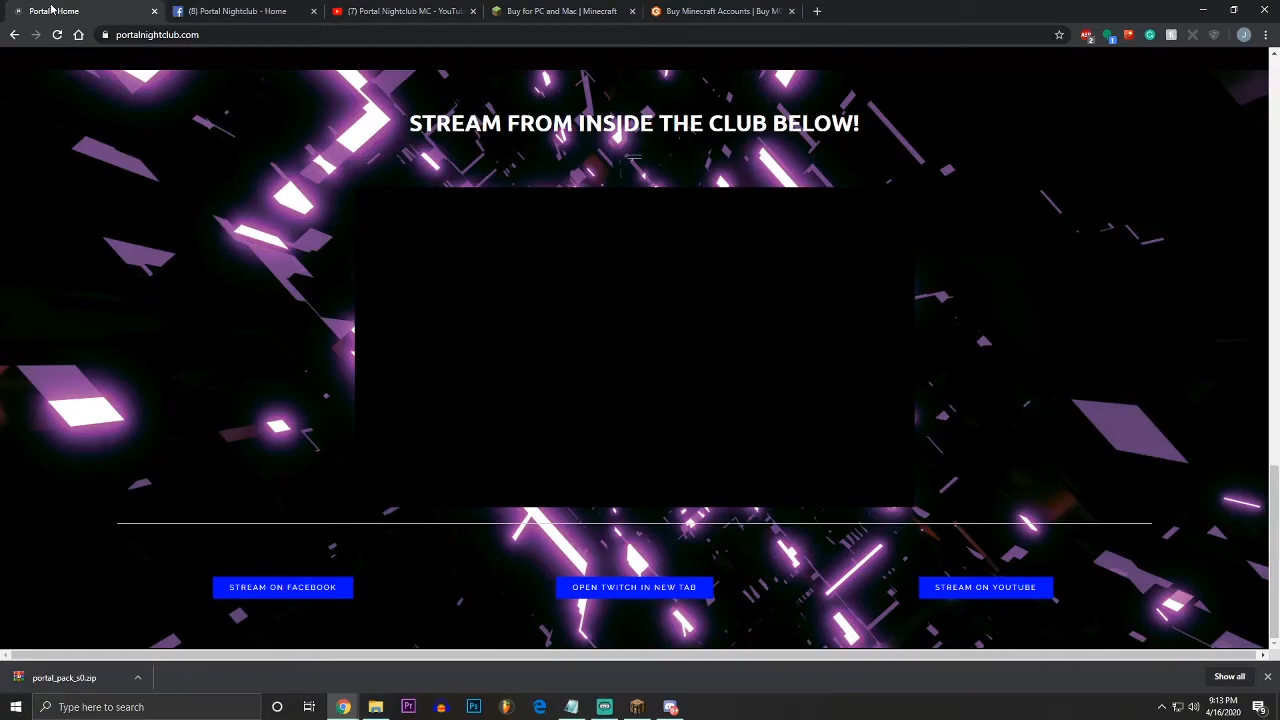 Portal Home
(8) Portal Nightclub - Home
(7) Portal Nightclub MC - YouTub
Buy for PC and Mac | Minecraft
Buy Minecraft Accounts | Buy MC
portalnightclub.com
STREAM FROM INSIDE THE CLUB BELOW!
STREAM ON FACEBOOK
OPEN TWITCH IN NEW TAB
STREAM ON YOUTUBE
portal_pack_s0.zip
Show all
Type here to search
9:13 PM
4/16/2020